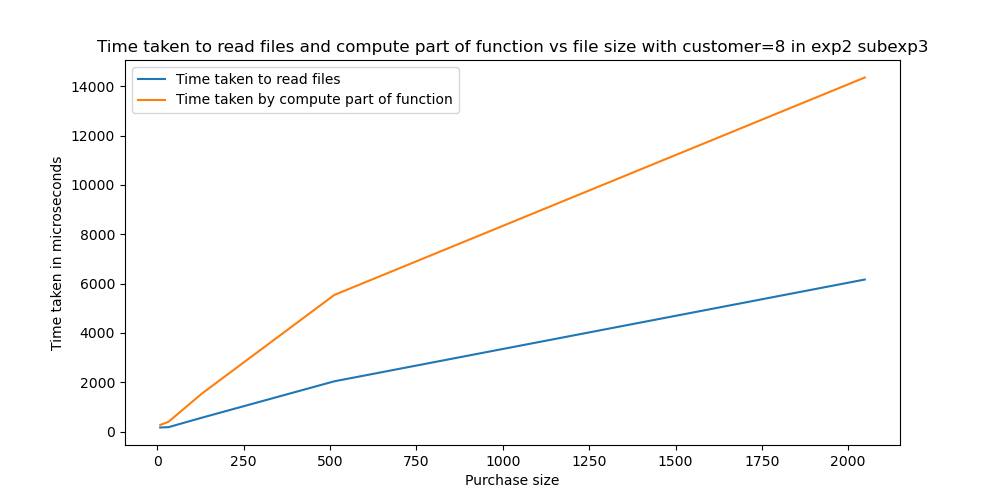 Time taken to read files and compute part of function vs file size with customer=8 in exp2 subexp3
Time taken to read files
Time taken by compute part of function
14000
12000
10000
8000
6000
4000
2000
0
Time taken in microseconds
0 250 500 750 1000 1250 1500 1750 2000
Purchase size